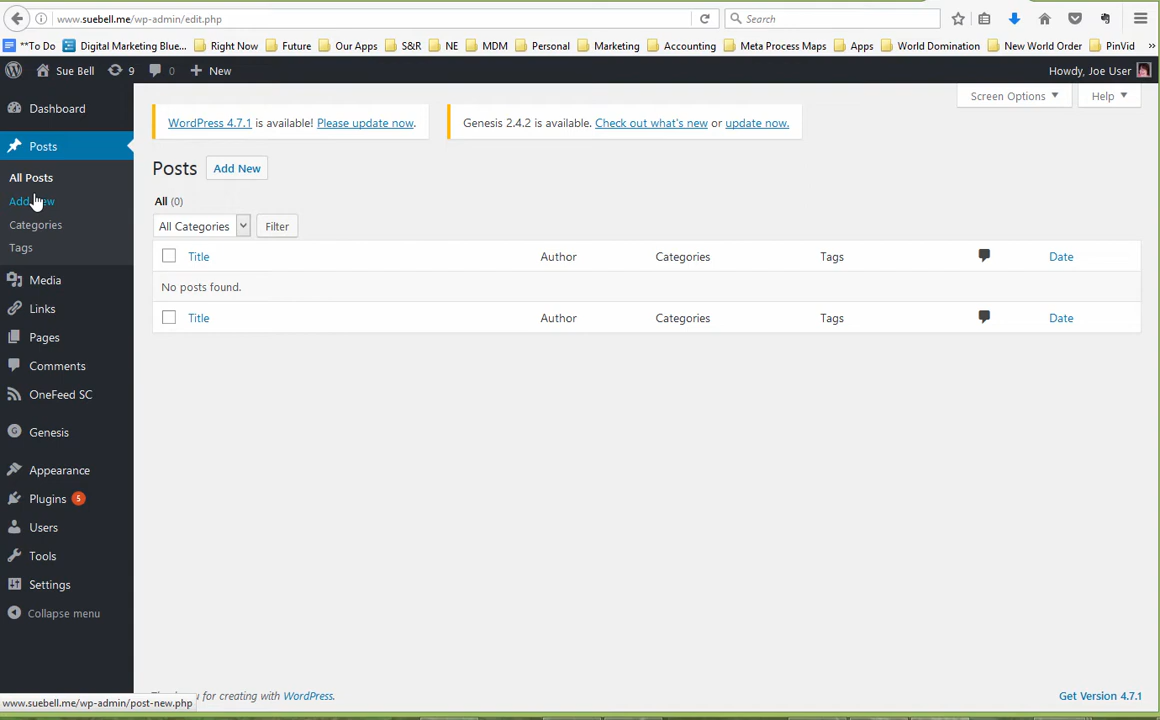 www.suebell.me/wp-admin/edit.php
Search
**To Do
Digital Marketing Blue...
Right Now
Future
Our Apps
S&R
NE
MDM
Personal
Marketing
Accounting
Meta Process Maps
Apps
World Domination
New World Order
PinVid
»
Sue Bell
9
0
New
Howdy, Joe User
Dashboard
Screen Options
Help
WordPress 4.7.1 is available! Please update now.
Genesis 2.4.2 is available. Check out what's new or update now.
Posts
Posts
Add New
All Posts
All (0)
Categories
All Categories
Filter
Tags
Title
Author
Categories
Tags
Date
Media
No posts found.
Links
Title
Author
Categories
Tags
Date
Pages
Comments
OneFeed SC
Genesis
Appearance
Plugins 5
Users
Tools
Settings
Collapse menu
for creating with WordPress.
Get Version 4.7.1
www.suebell.me/wp-admin/post-new.php